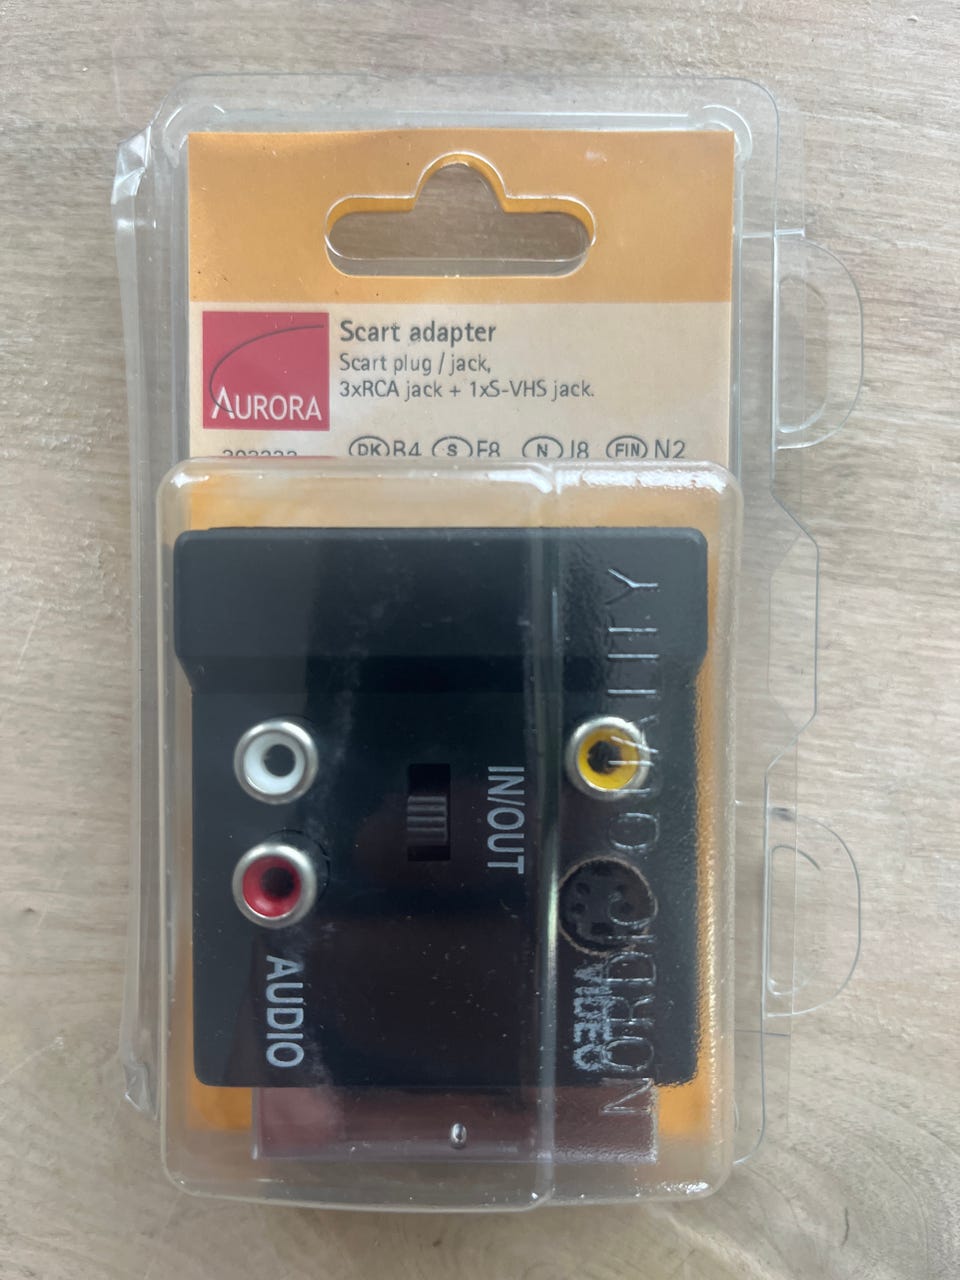 Scart adapter
Scart plug / jack,
3xRCA jack + 1xS-VHS jack.
AURORA
DK B4 S F8 N J8 FIN N2
IN/OUT
AUDIO
VIDEO
NORDIC QUALITY